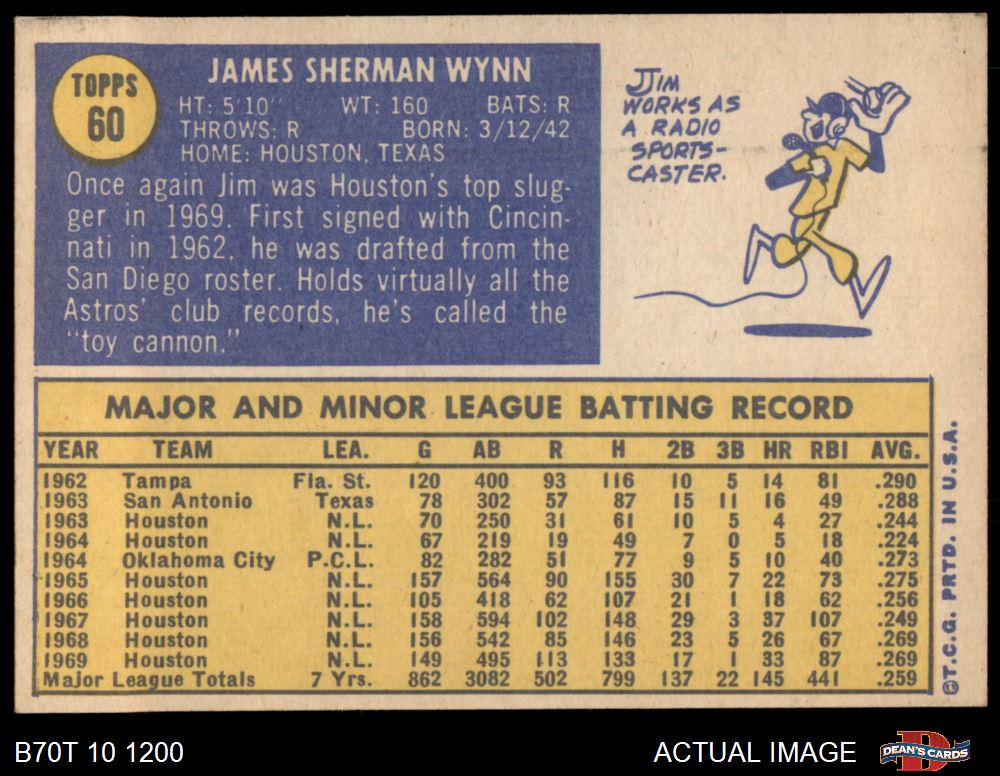 TOPPS
60
JAMES SHERMAN WYNN
HT: 5'10" WT: 160 BATS: R
THROWS: R BORN: 3/12/42
HOME: HOUSTON, TEXAS
Once again Jim was Houston's top slug-
ger in 1969. First signed with Cincin-
nati in 1962, he was drafted from the
San Diego roster. Holds virtually all the
Astros' club records, he's called the
"toy cannon."
JIM
WORKS AS
A RADIO
SPORTS-
CASTER.
MAJOR AND MINOR LEAGUE BATTING RECORD
YEAR TEAM LEA. G AB R H 2B 3B HR RBI AVG.
1962 Tampa Fla. St. 120 400 93 116 10 5 14 81 .290
1963 San Antonio Texas 78 302 57 87 15 11 16 49 .288
1963 Houston N.L. 70 250 31 61 10 5 4 27 .244
1964 Houston N.L. 67 219 19 49 7 0 5 18 .224
1964 Oklahoma City P.C.L. 82 282 51 77 9 5 10 40 .273
1965 Houston N.L. 157 564 90 155 30 7 22 73 .275
1966 Houston N.L. 105 418 62 107 21 1 18 62 .256
1967 Houston N.L. 158 594 102 148 29 3 37 107 .249
1968 Houston N.L. 156 542 85 146 23 5 26 67 .269
1969 Houston N.L. 149 495 113 133 17 1 33 87 .269
Major League Totals 7 Yrs. 862 3082 502 799 137 22 145 441 .259
©T.C.G. PRTD. IN U.S.A.
B70T 10 1200
ACTUAL IMAGE
D
DEAN'S CARDS